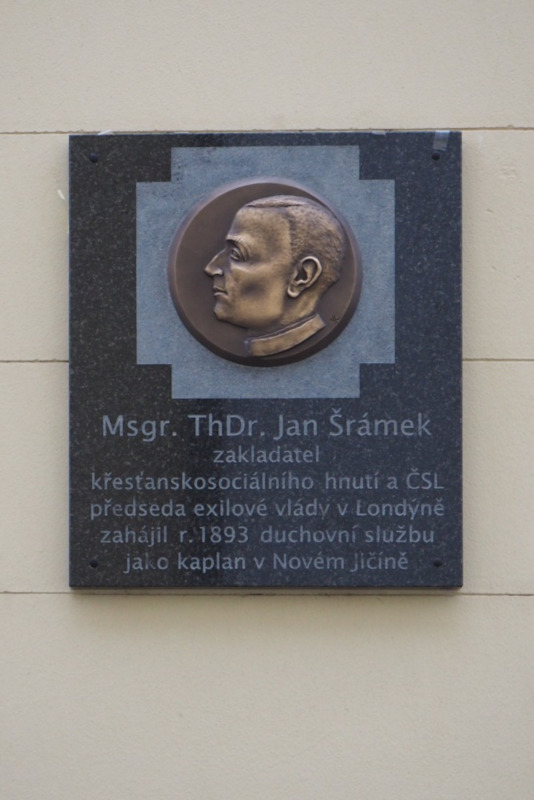 Msgr. ThDr. Jan Šrámek
zakladatel
křesťanskosociálního hnutí a ČSL
předseda exilové vlády v Londýně
zahájil r.1893 duchovní službu
jako kaplan v Novém Jičíně